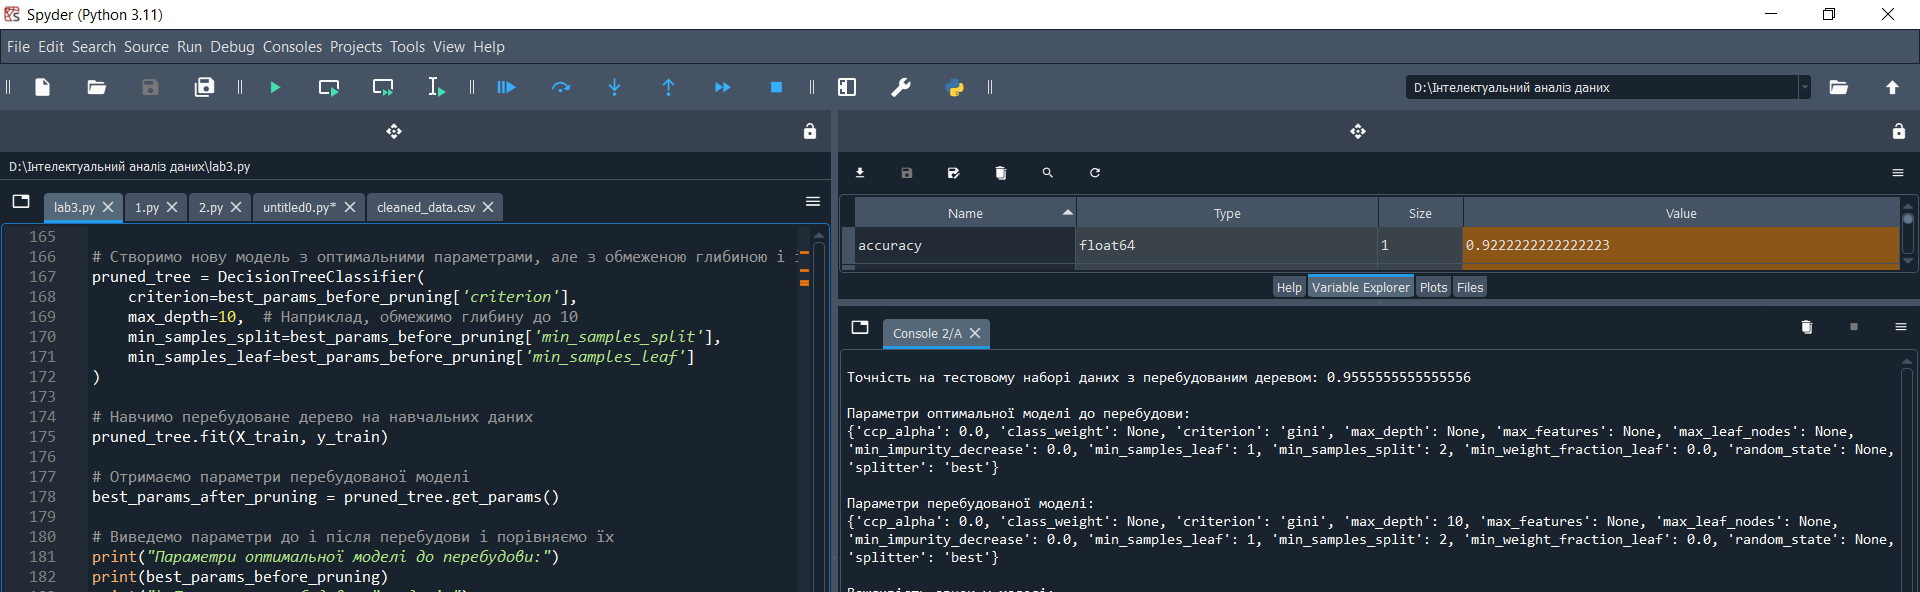 Spyder (Python 3.11)
File Edit Search Source Run Debug Consoles Projects Tools View Help
D:\Інтелектуальний аналіз даних
D:\Інтелектуальний аналіз даних\lab3.py
lab3.py
1.py
2.py
untitled0.py*
cleaned_data.csv
165
166 # Створимо нову модель з оптимальними параметрами, але з обмеженою глибиною і
167 pruned_tree = DecisionTreeClassifier(
168 criterion=best_params_before_pruning['criterion'],
169 max_depth=10, # Наприклад, обмежимо глибину до 10
170 min_samples_split=best_params_before_pruning['min_samples_split'],
171 min_samples_leaf=best_params_before_pruning['min_samples_leaf']
172 )
173
174 # Навчимо перебудоване дерево на навчальних даних
175 pruned_tree.fit(X_train, y_train)
176
177 # Отримаємо параметри перебудованої моделі
178 best_params_after_pruning = pruned_tree.get_params()
179
180 # Виведемо параметри до і після перебудови і порівняємо їх
181 print("Параметри оптимальної моделі до перебудови:")
182 print(best_params_before_pruning)
Name Type Size Value
accuracy float64 1 0.9222222222222223
Help Variable Explorer Plots Files
Console 2/A
Точність на тестовому наборі даних з перебудованим деревом: 0.9555555555555556
Параметри оптимальної моделі до перебудови:
{'ccp_alpha': 0.0, 'class_weight': None, 'criterion': 'gini', 'max_depth': None, 'max_features': None, 'max_leaf_nodes': None,
'min_impurity_decrease': 0.0, 'min_samples_leaf': 1, 'min_samples_split': 2, 'min_weight_fraction_leaf': 0.0, 'random_state': None,
'splitter': 'best'}
Параметри перебудованої моделі:
{'ccp_alpha': 0.0, 'class_weight': None, 'criterion': 'gini', 'max_depth': 10, 'max_features': None, 'max_leaf_nodes': None,
'min_impurity_decrease': 0.0, 'min_samples_leaf': 1, 'min_samples_split': 2, 'min_weight_fraction_leaf': 0.0, 'random_state': None,
'splitter': 'best'}